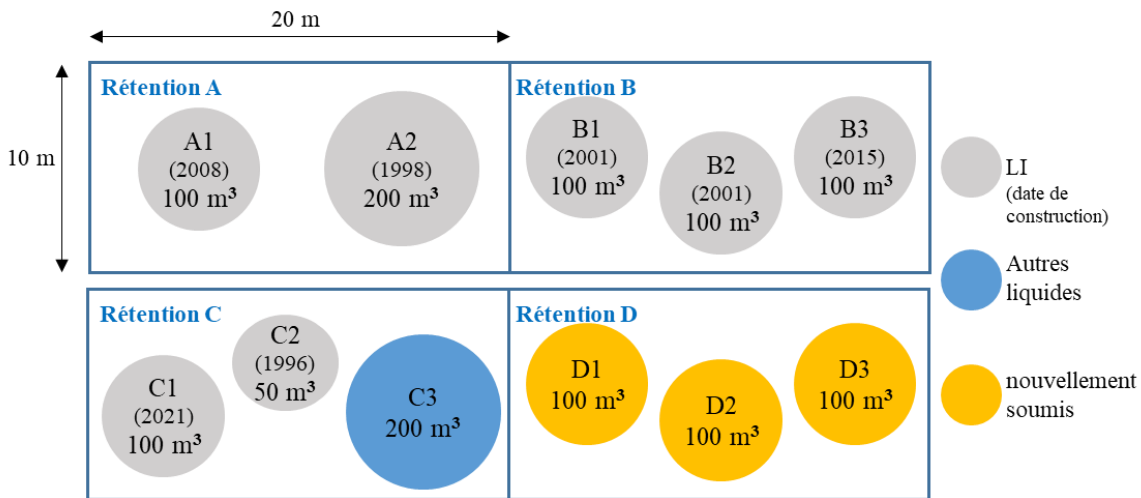 20 m
10 m
Rétention A
A1
(2008)
100 m³
A2
(1998)
200 m³
Rétention B
B1
(2001)
100 m³
B2
(2001)
100 m³
B3
(2015)
100 m³
Rétention C
C1
(2021)
100 m³
C2
(1996)
50 m³
C3
200 m³
Rétention D
D1
100 m³
D2
100 m³
D3
100 m³
LI
(date de
construction)
Autres
liquides
nouvellement
soumis